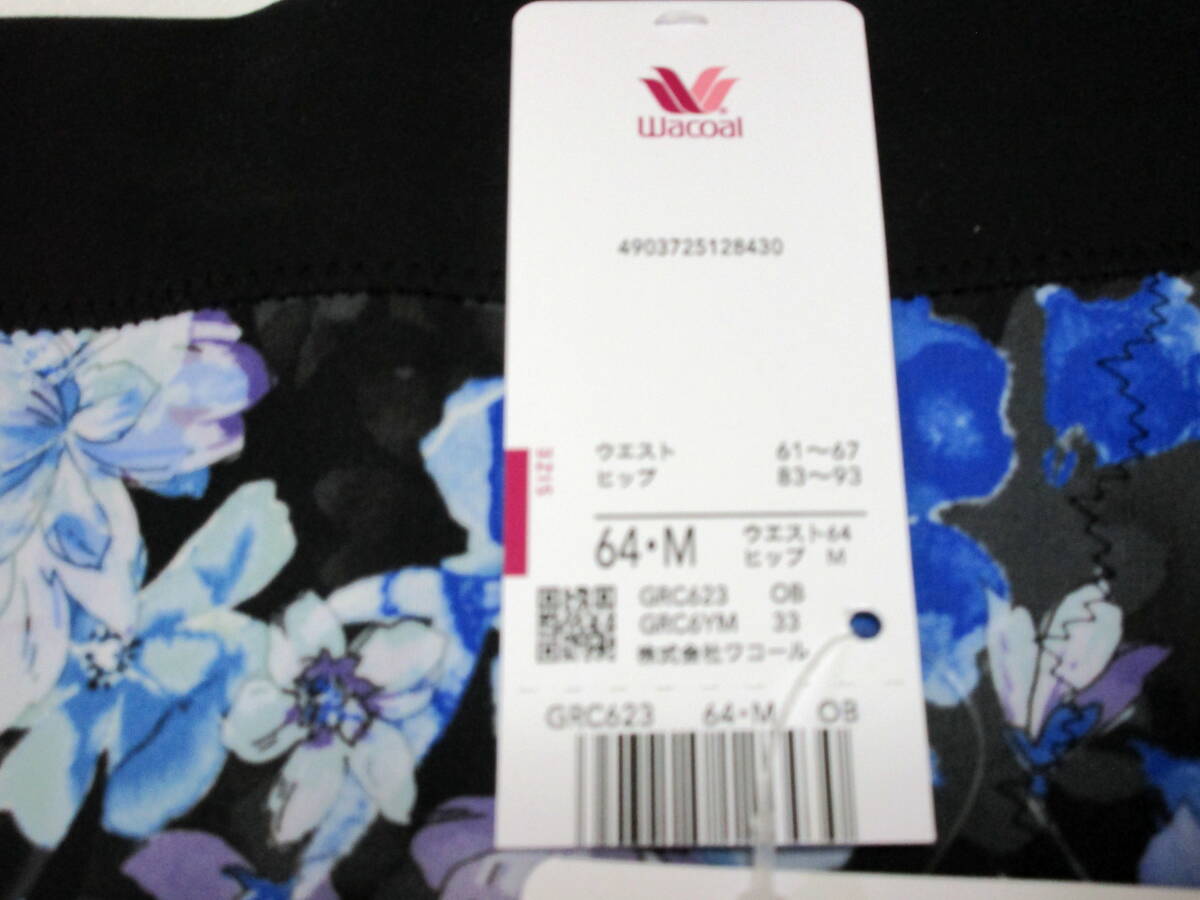 Wacoal
4903725128430
3215
ウエスト 61～67
ヒップ 83～93
64・M ウエスト64
ヒップ M
GRC623 OB
GRC6YM 33
株式会社ワコール
GRC623 64・M OB